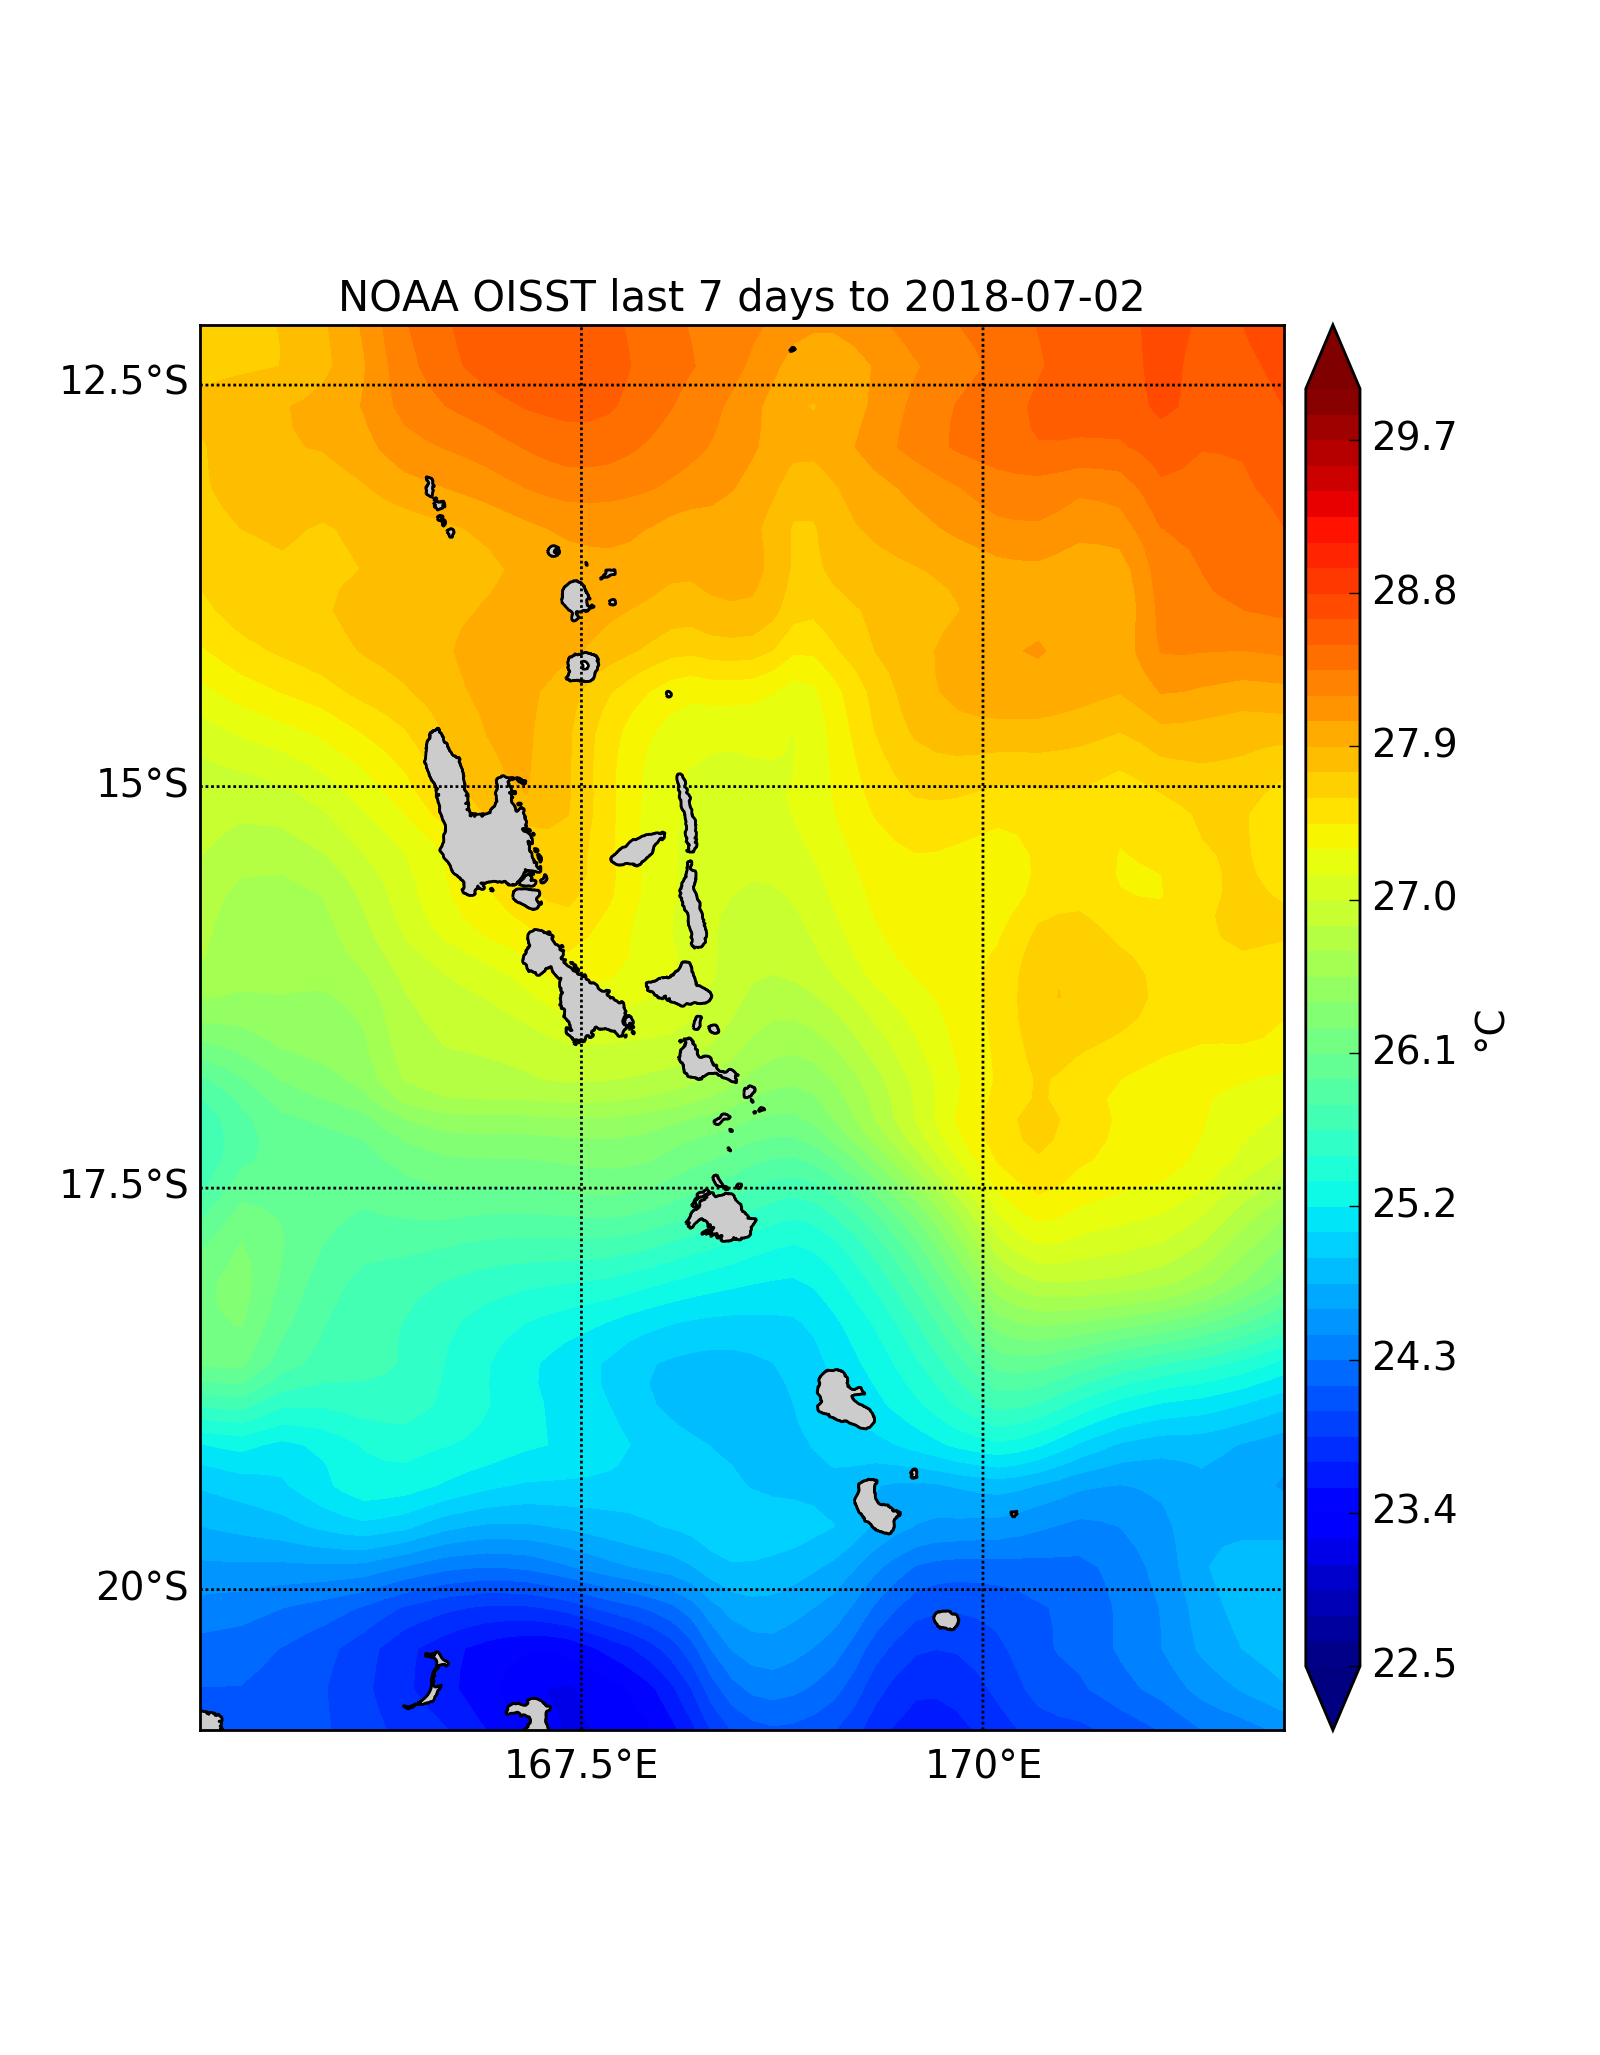 NOAA OISST last 7 days to 2018-07-02
12.5°S
15°S
17.5°S
20°S
167.5°E
170°E
29.7
28.8
27.9
27.0
26.1
25.2
24.3
23.4
22.5
°C